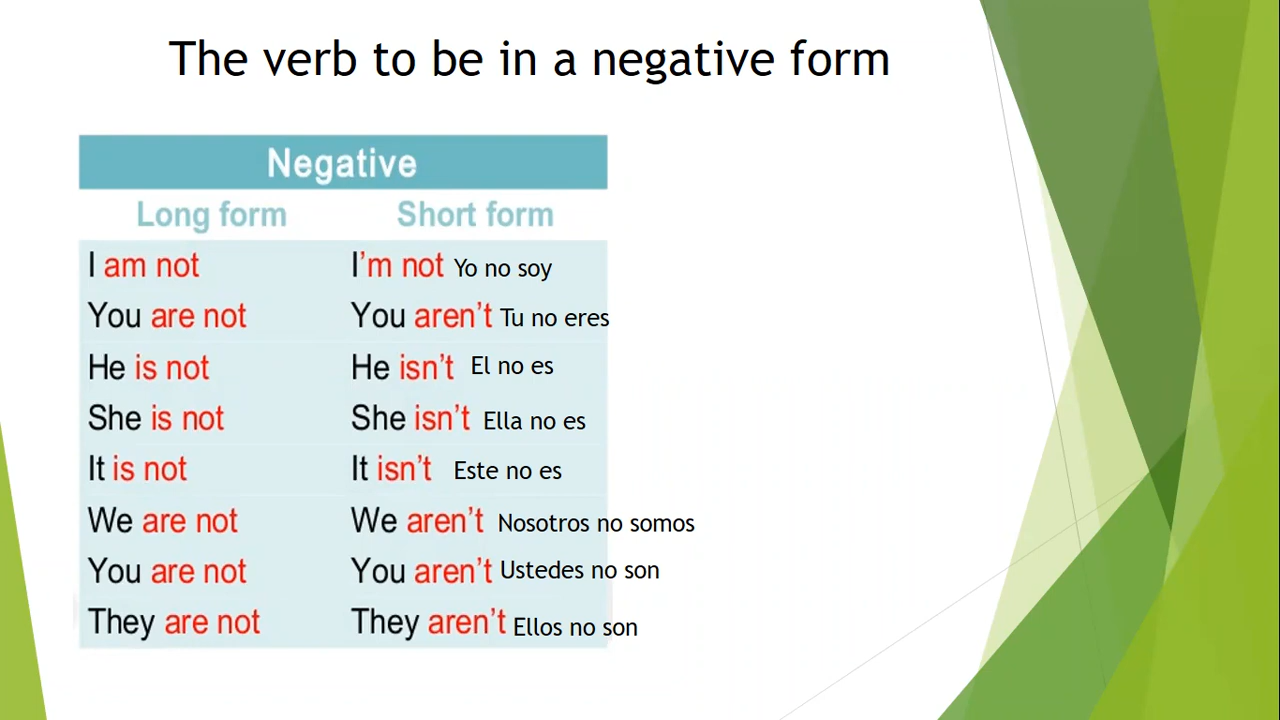 The verb to be in a negative form
Negative
Long form Short form
I am not I’m not Yo no soy
You are not You aren’t Tu no eres
He is not He isn’t El no es
She is not She isn’t Ella no es
It is not It isn’t Este no es
We are not We aren’t Nosotros no somos
You are not You aren’t Ustedes no son
They are not They aren’t Ellos no son